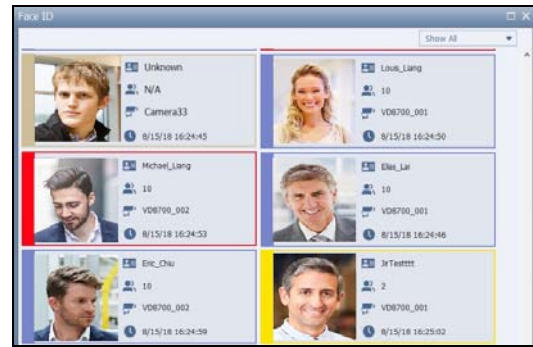 Face ID
Show All
Unknown
N/A
Camera33
8/15/18 16:24:45
Louis_Liang
10
VD8700_001
8/15/18 16:24:50
Michael_Liang
10
VD8700_002
8/15/18 16:24:53
Elles_Lai
10
VD8700_001
8/15/18 16:24:46
Eric_Chiu
10
VD8700_002
8/15/18 16:24:59
JrTestttt
2
VD8700_001
8/15/18 16:25:02